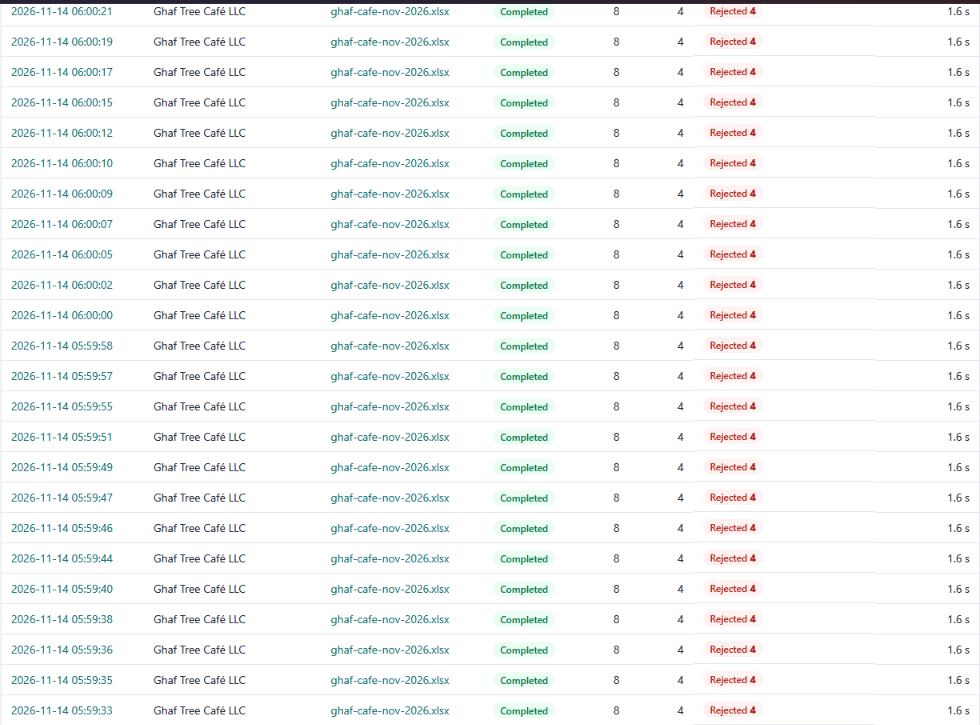 2026-11-14 06:00:21 Ghaf Tree Café LLC ghaf-cafe-nov-2026.xlsx Completed 8 4 Rejected 4 1.6 s
2026-11-14 06:00:19 Ghaf Tree Café LLC ghaf-cafe-nov-2026.xlsx Completed 8 4 Rejected 4 1.6 s
2026-11-14 06:00:17 Ghaf Tree Café LLC ghaf-cafe-nov-2026.xlsx Completed 8 4 Rejected 4 1.6 s
2026-11-14 06:00:15 Ghaf Tree Café LLC ghaf-cafe-nov-2026.xlsx Completed 8 4 Rejected 4 1.6 s
2026-11-14 06:00:12 Ghaf Tree Café LLC ghaf-cafe-nov-2026.xlsx Completed 8 4 Rejected 4 1.6 s
2026-11-14 06:00:10 Ghaf Tree Café LLC ghaf-cafe-nov-2026.xlsx Completed 8 4 Rejected 4 1.6 s
2026-11-14 06:00:09 Ghaf Tree Café LLC ghaf-cafe-nov-2026.xlsx Completed 8 4 Rejected 4 1.6 s
2026-11-14 06:00:07 Ghaf Tree Café LLC ghaf-cafe-nov-2026.xlsx Completed 8 4 Rejected 4 1.6 s
2026-11-14 06:00:05 Ghaf Tree Café LLC ghaf-cafe-nov-2026.xlsx Completed 8 4 Rejected 4 1.6 s
2026-11-14 06:00:02 Ghaf Tree Café LLC ghaf-cafe-nov-2026.xlsx Completed 8 4 Rejected 4 1.6 s
2026-11-14 06:00:00 Ghaf Tree Café LLC ghaf-cafe-nov-2026.xlsx Completed 8 4 Rejected 4 1.6 s
2026-11-14 05:59:58 Ghaf Tree Café LLC ghaf-cafe-nov-2026.xlsx Completed 8 4 Rejected 4 1.6 s
2026-11-14 05:59:57 Ghaf Tree Café LLC ghaf-cafe-nov-2026.xlsx Completed 8 4 Rejected 4 1.6 s
2026-11-14 05:59:55 Ghaf Tree Café LLC ghaf-cafe-nov-2026.xlsx Completed 8 4 Rejected 4 1.6 s
2026-11-14 05:59:51 Ghaf Tree Café LLC ghaf-cafe-nov-2026.xlsx Completed 8 4 Rejected 4 1.6 s
2026-11-14 05:59:49 Ghaf Tree Café LLC ghaf-cafe-nov-2026.xlsx Completed 8 4 Rejected 4 1.6 s
2026-11-14 05:59:47 Ghaf Tree Café LLC ghaf-cafe-nov-2026.xlsx Completed 8 4 Rejected 4 1.6 s
2026-11-14 05:59:46 Ghaf Tree Café LLC ghaf-cafe-nov-2026.xlsx Completed 8 4 Rejected 4 1.6 s
2026-11-14 05:59:44 Ghaf Tree Café LLC ghaf-cafe-nov-2026.xlsx Completed 8 4 Rejected 4 1.6 s
2026-11-14 05:59:40 Ghaf Tree Café LLC ghaf-cafe-nov-2026.xlsx Completed 8 4 Rejected 4 1.6 s
2026-11-14 05:59:38 Ghaf Tree Café LLC ghaf-cafe-nov-2026.xlsx Completed 8 4 Rejected 4 1.6 s
2026-11-14 05:59:36 Ghaf Tree Café LLC ghaf-cafe-nov-2026.xlsx Completed 8 4 Rejected 4 1.6 s
2026-11-14 05:59:35 Ghaf Tree Café LLC ghaf-cafe-nov-2026.xlsx Completed 8 4 Rejected 4 1.6 s
2026-11-14 05:59:33 Ghaf Tree Café LLC ghaf-cafe-nov-2026.xlsx Completed 8 4 Rejected 4 1.6 s